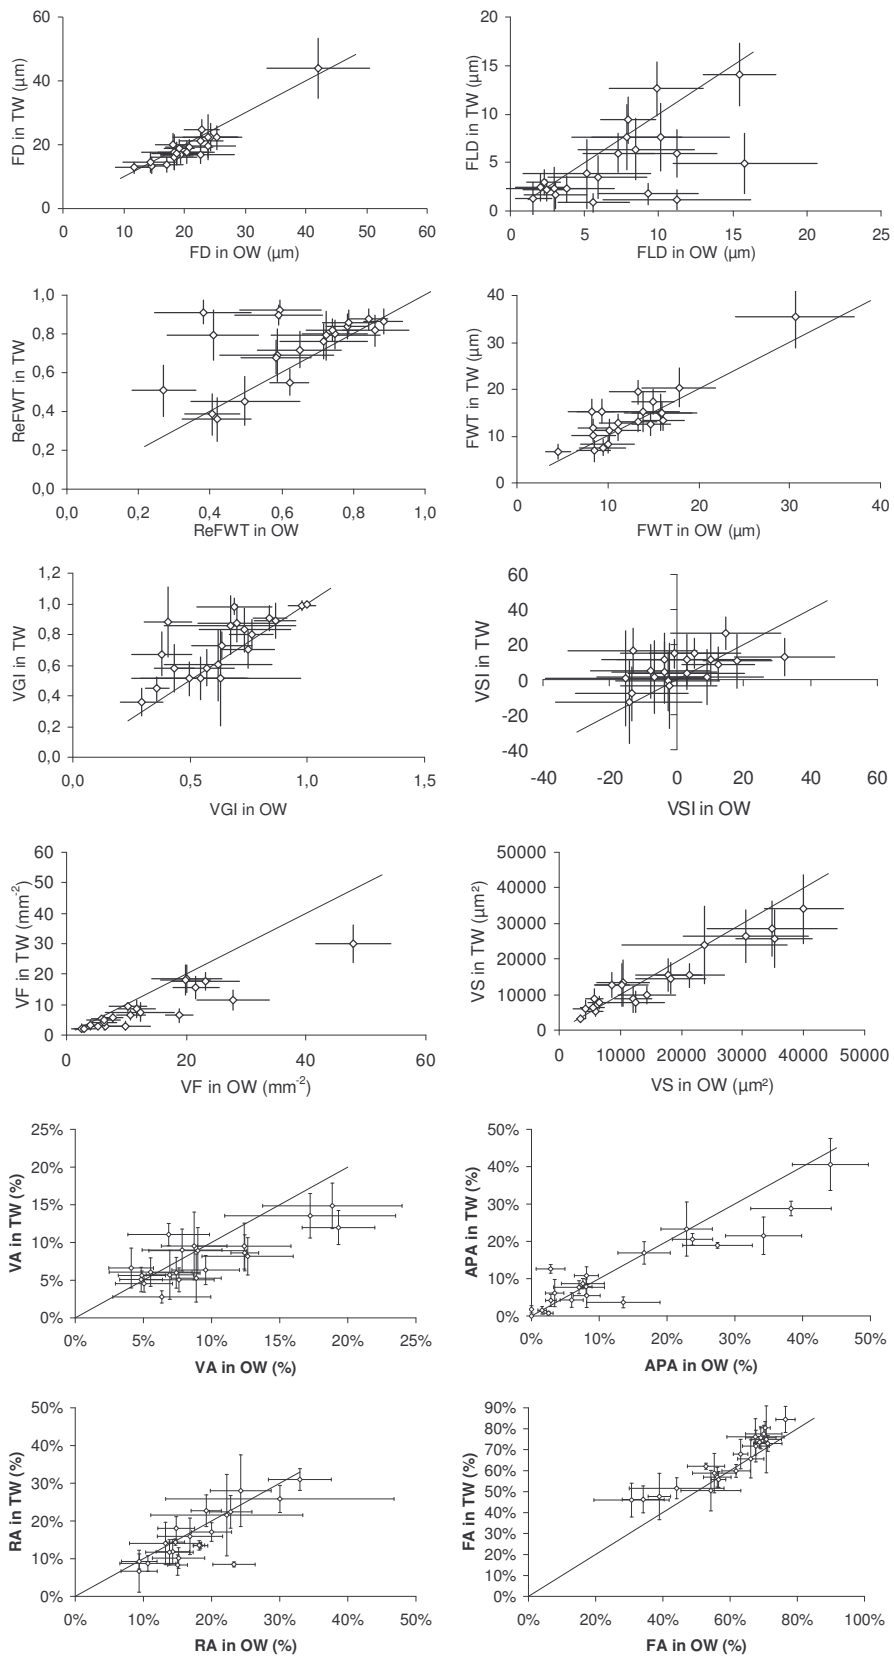 60
40
20
0
FD in TW (µm)
0 10 20 30 40 50 60
FD in OW (µm)
20
15
10
5
0
FLD in TW (µm)
0 5 10 15 20 25
FLD in OW (µm)
1,0
0,8
0,6
0,4
0,2
0,0
ReFWT in TW
0,0 0,2 0,4 0,6 0,8 1,0
ReFWT in OW
40
30
20
10
0
FWT in TW (µm)
0 10 20 30 40
FWT in OW (µm)
1,2
1,0
0,8
0,6
0,4
0,2
0,0
VGI in TW
0,0 0,5 1,0 1,5
VGI in OW
60
40
20
0
-20
-40
VSI in TW
-40 -20 0 20 40 60
VSI in OW
60
50
40
30
20
10
0
VF in TW (mm⁻²)
0 20 40 60
VF in OW (mm⁻²)
50000
40000
30000
20000
10000
0
VS in TW (µm²)
0 10000 20000 30000 40000 50000
VS in OW (µm²)
25%
20%
15%
10%
5%
0%
VA in TW (%)
0% 5% 10% 15% 20% 25%
VA in OW (%)
50%
40%
30%
20%
10%
0%
APA in TW (%)
0% 10% 20% 30% 40% 50%
APA in OW (%)
50%
40%
30%
20%
10%
0%
RA in TW (%)
0% 10% 20% 30% 40% 50%
RA in OW (%)
90%
80%
70%
60%
50%
40%
30%
20%
10%
0%
FA in TW (%)
0% 20% 40% 60% 80% 100%
FA in OW (%)